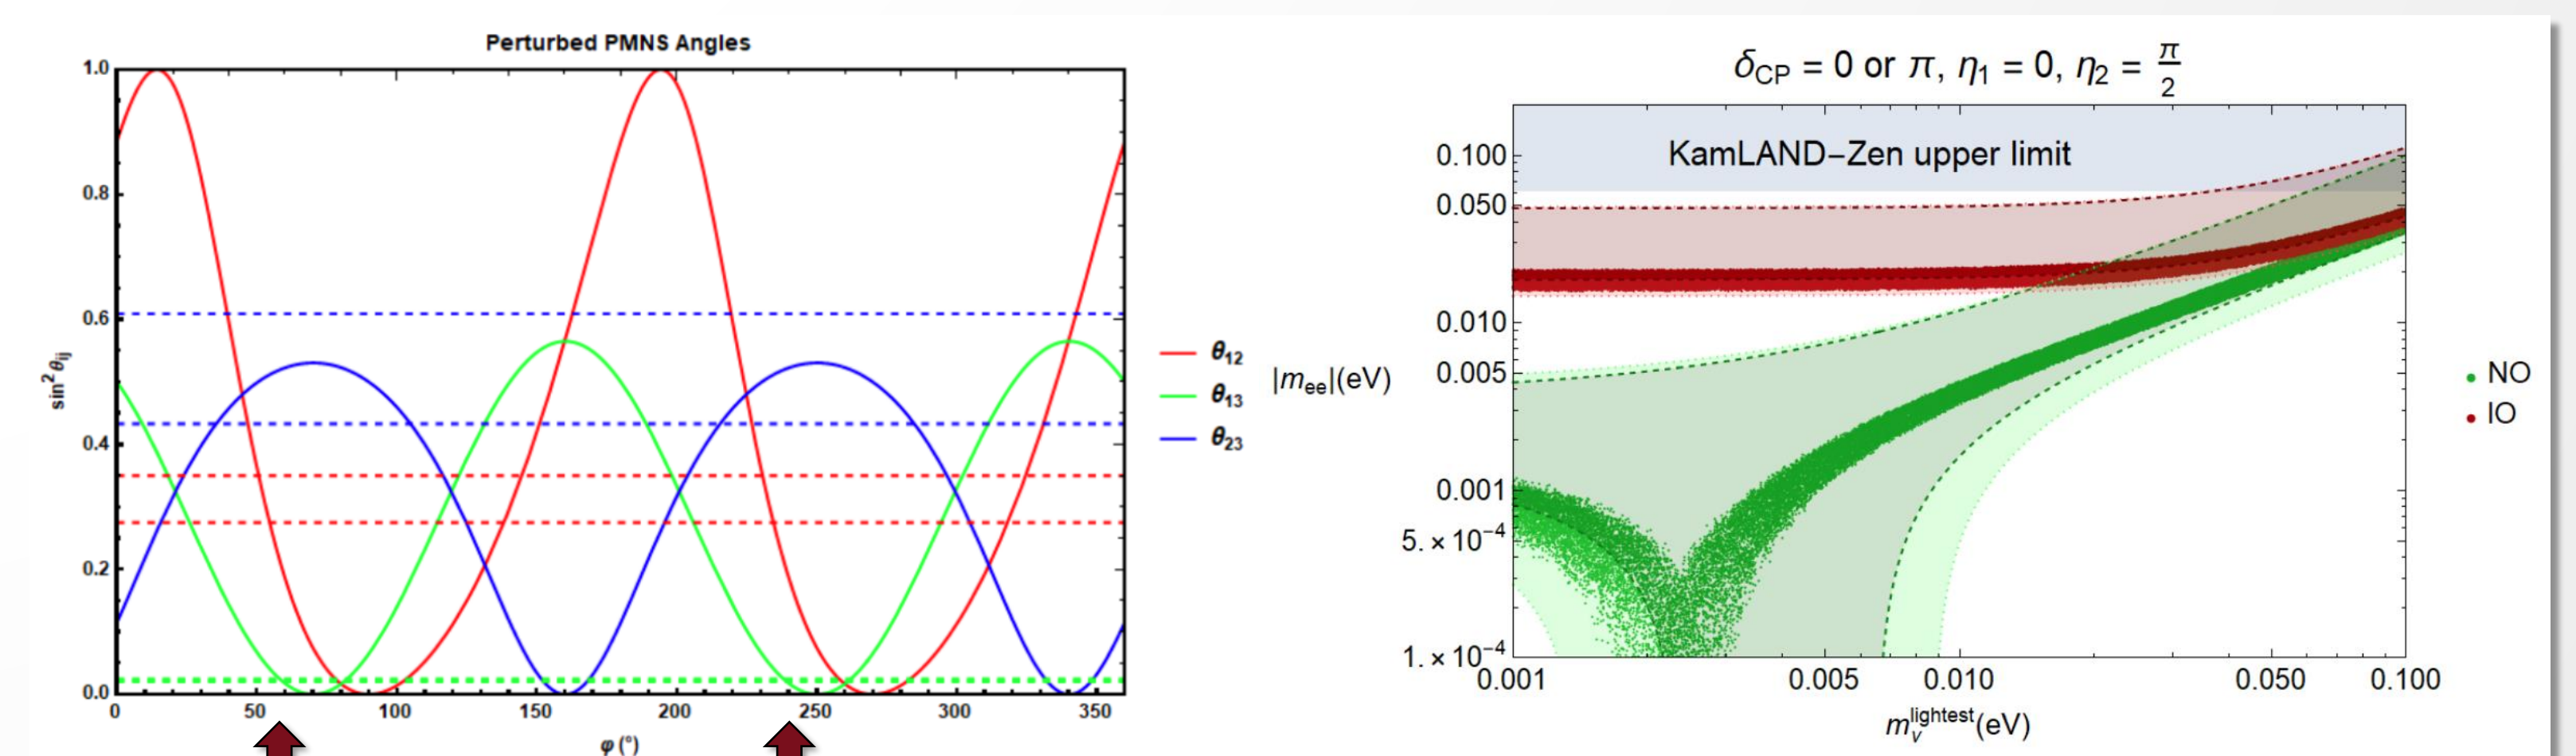 Perturbed PMNS Angles
1.0
0.8
0.6
0.4
0.2
0.0
sin² θij
0
50
100
150
200
250
300
350
φ (°)
θ12
θ13
θ23
δCP = 0 or π, η1 = 0, η2 = π/2
KamLAND–Zen upper limit
0.100
0.050
0.010
0.005
0.001
5. × 10⁻⁴
1. × 10⁻⁴
|mee|(eV)
0.001
0.005
0.010
0.050
0.100
mνlightest(eV)
NO
IO